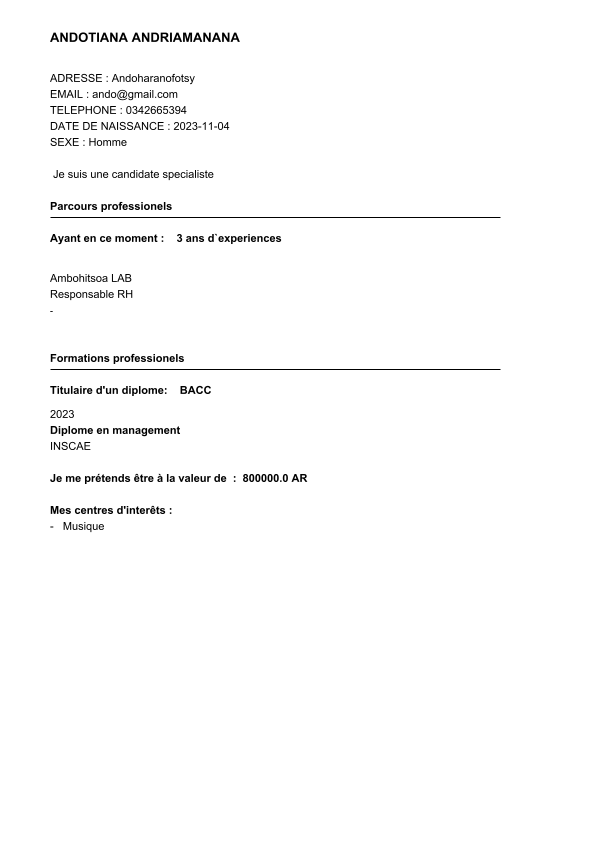 ANDOTIANA ANDRIAMANANA
ADRESSE : Andoharanofotsy
EMAIL : ando@gmail.com
TELEPHONE : 0342665394
DATE DE NAISSANCE : 2023-11-04
SEXE : Homme
Je suis une candidate specialiste
Parcours professionels
Ayant en ce moment : 3 ans d`experiences
Ambohitsoa LAB
Responsable RH
-
Formations professionels
Titulaire d'un diplome: BACC
2023
Diplome en management
INSCAE
Je me prétends être à la valeur de : 800000.0 AR
Mes centres d'interêts :
- Musique